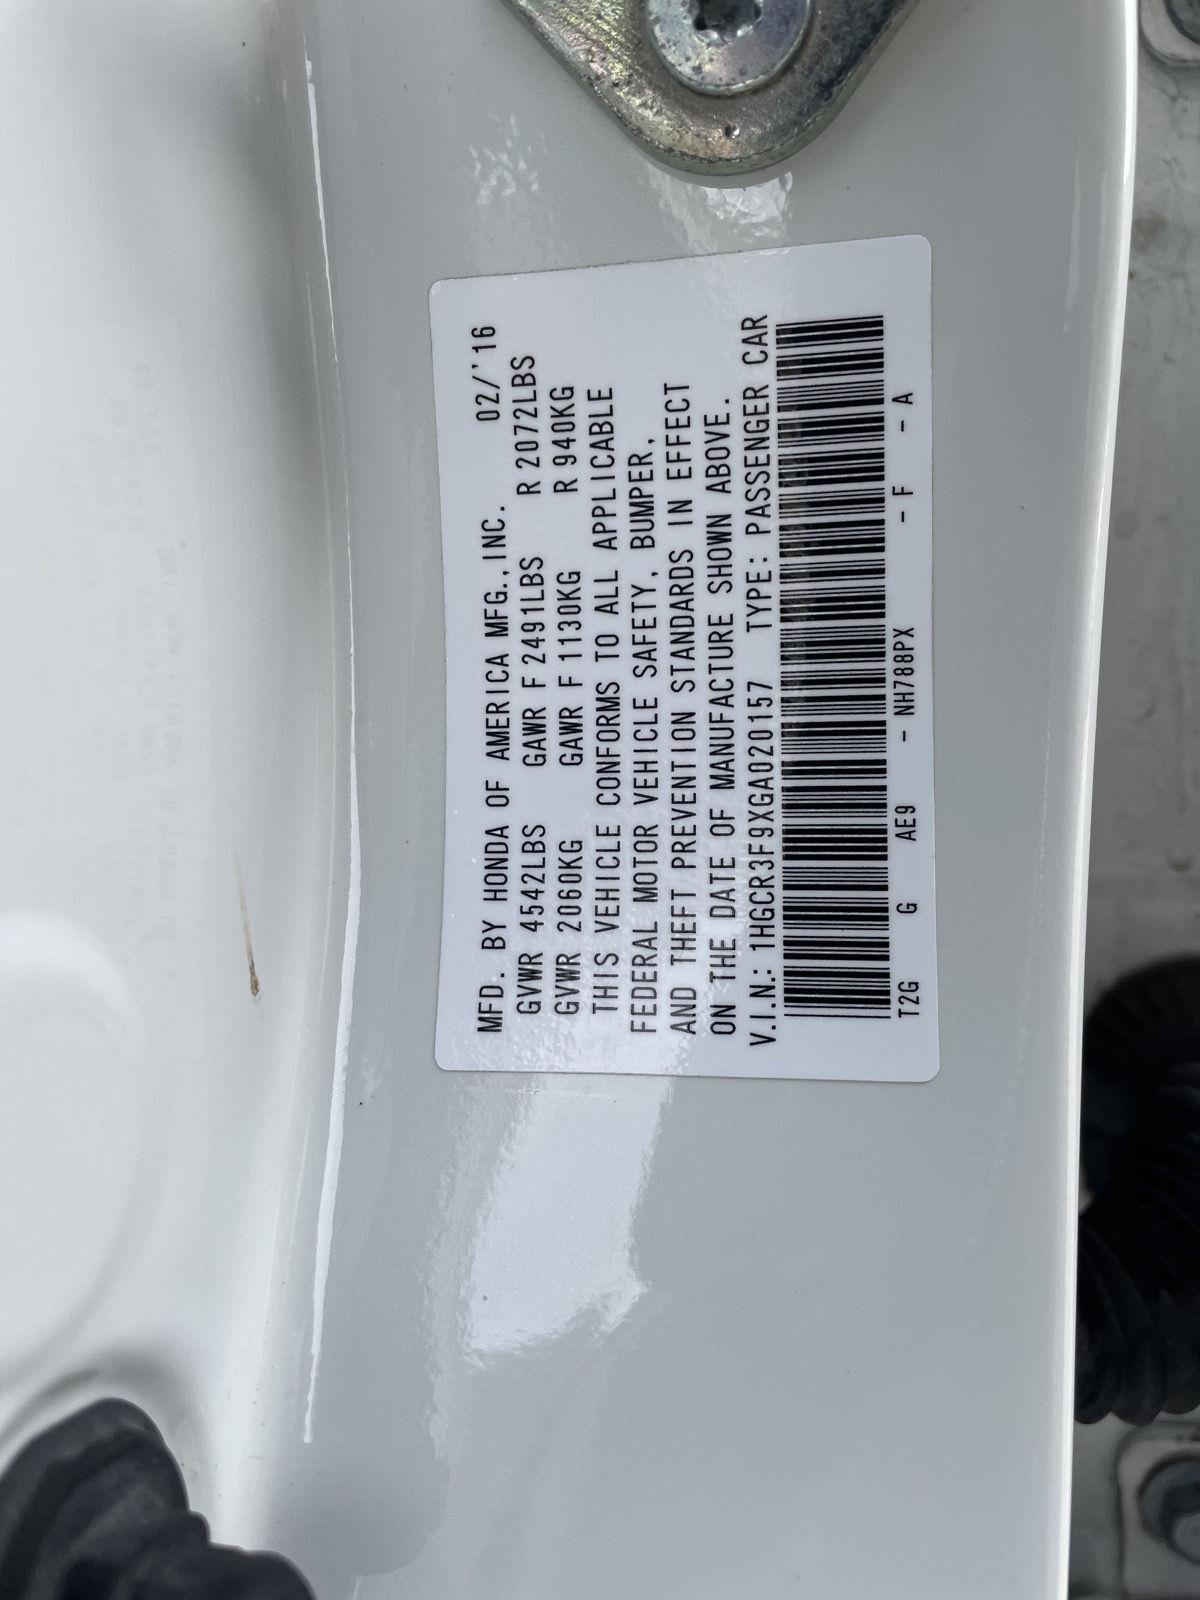 MFD. BY HONDA OF AMERICA MFG.,INC. 02/'16
GVWR 4542LBS GAWR F 2491LBS R 2072LBS
GVWR 2060KG GAWR F 1130KG R 940KG
THIS VEHICLE CONFORMS TO ALL APPLICABLE
FEDERAL MOTOR VEHICLE SAFETY, BUMPER,
AND THEFT PREVENTION STANDARDS IN EFFECT
ON THE DATE OF MANUFACTURE SHOWN ABOVE.
V.I.N.: 1HGCR3F9XGA020157 TYPE: PASSENGER CAR
T2G G AE9 - NH788PX - F - A